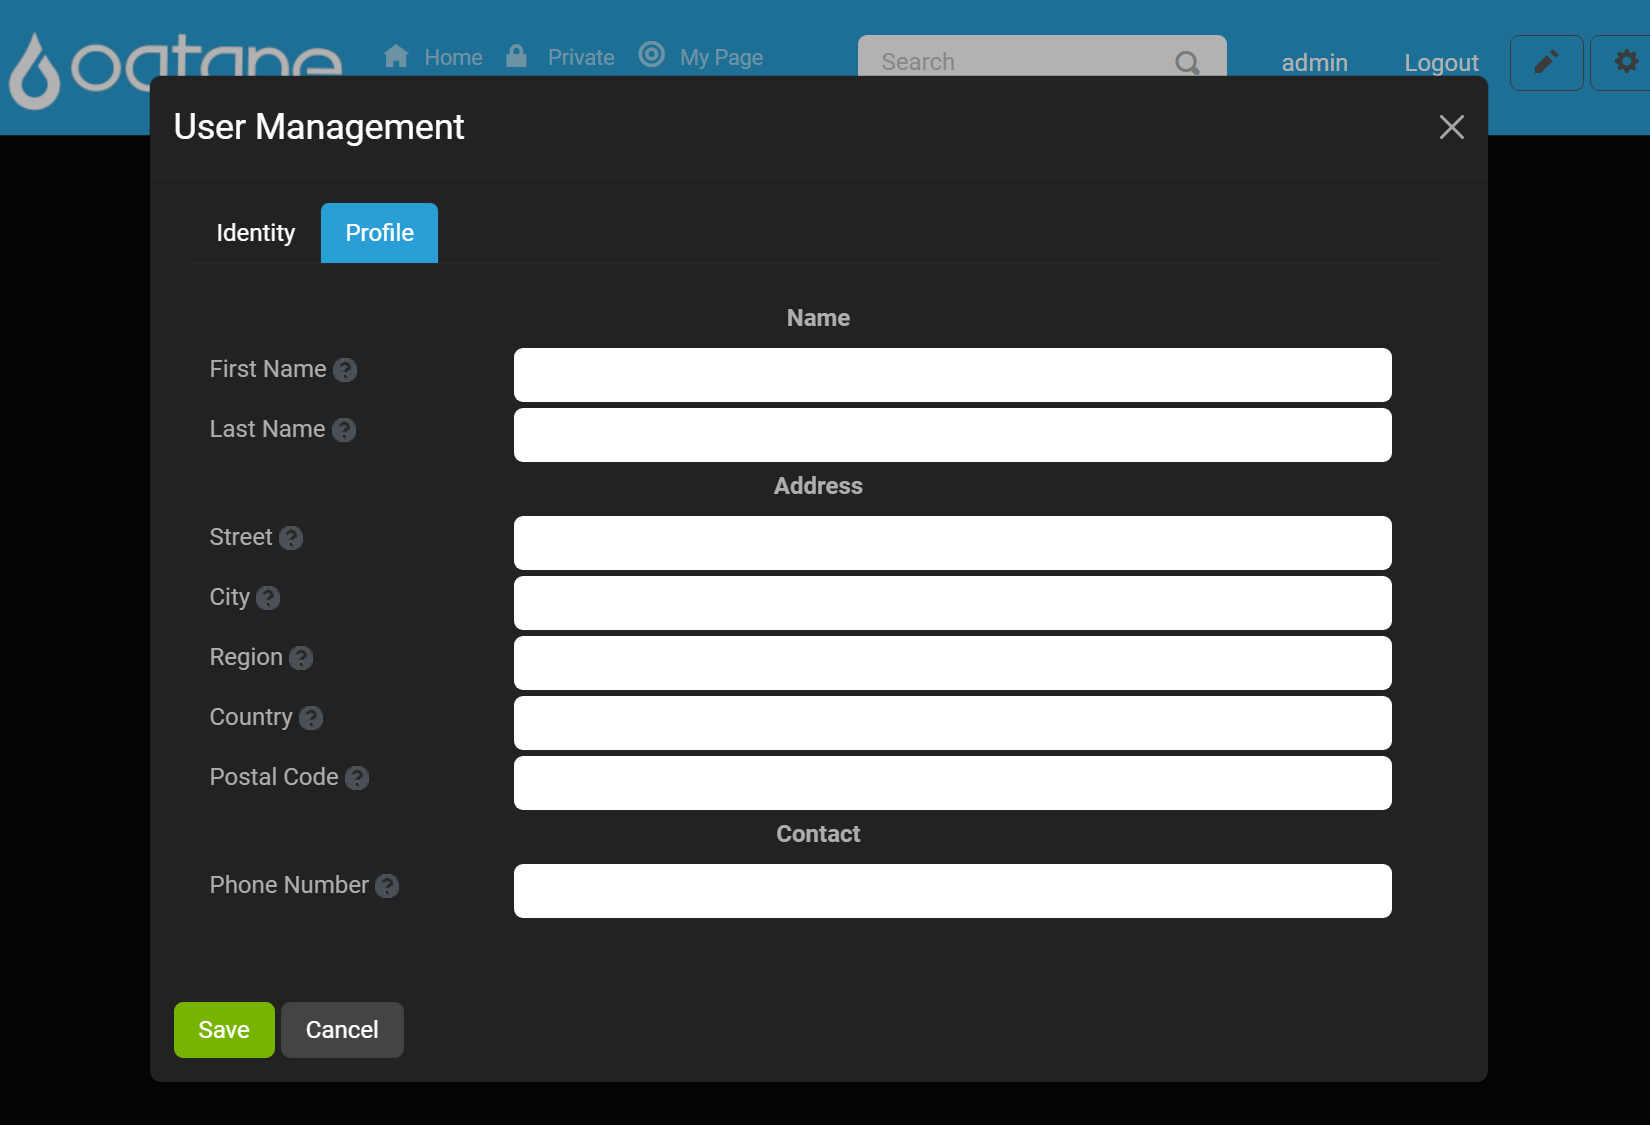 oqtane Home Private My Page Search admin Logout
User Management
Identity Profile
Name
First Name
Last Name
Address
Street
City
Region
Country
Postal Code
Contact
Phone Number
Save Cancel